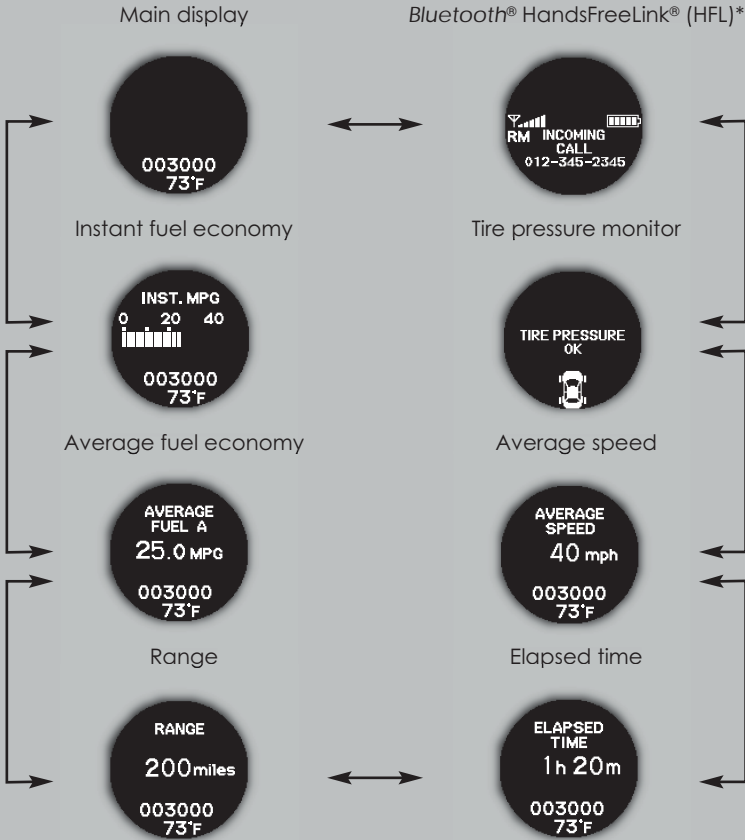 Main display
Bluetooth® HandsFreeLink® (HFL)*
003000
73°F
RM INCOMING
CALL
012-345-2345
Instant fuel economy
Tire pressure monitor
INST. MPG
0 20 40
003000
73°F
TIRE PRESSURE
OK
Average fuel economy
Average speed
AVERAGE
FUEL A
25.0 MPG
003000
73°F
AVERAGE
SPEED
40 mph
003000
73°F
Range
Elapsed time
RANGE
200 miles
003000
73°F
ELAPSED
TIME
1h 20m
003000
73°F